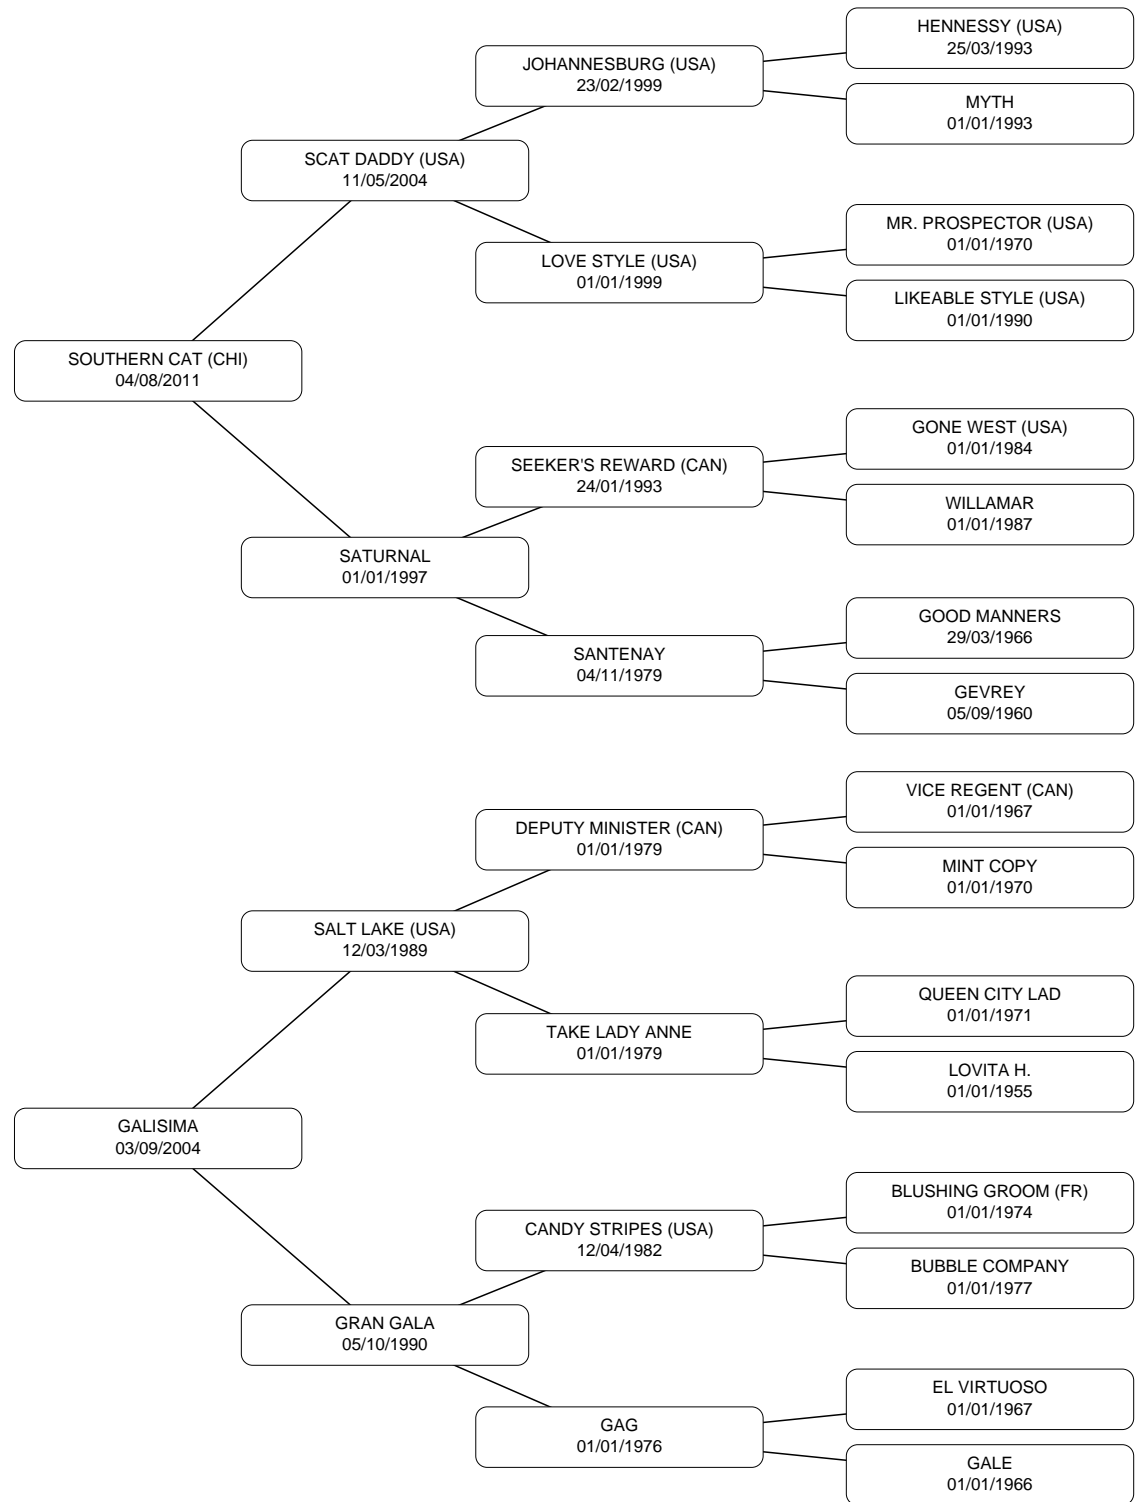 HENNESSY (USA)
25/03/1993
JOHANNESBURG (USA)
23/02/1999
MYTH
01/01/1993
SCAT DADDY (USA)
11/05/2004
MR. PROSPECTOR (USA)
01/01/1970
LOVE STYLE (USA)
01/01/1999
LIKEABLE STYLE (USA)
01/01/1990
SOUTHERN CAT (CHI)
04/08/2011
GONE WEST (USA)
01/01/1984
SEEKER'S REWARD (CAN)
24/01/1993
WILLAMAR
01/01/1987
SATURNAL
01/01/1997
GOOD MANNERS
29/03/1966
SANTENAY
04/11/1979
GEVREY
05/09/1960
VICE REGENT (CAN)
01/01/1967
DEPUTY MINISTER (CAN)
01/01/1979
MINT COPY
01/01/1970
SALT LAKE (USA)
12/03/1989
QUEEN CITY LAD
01/01/1971
TAKE LADY ANNE
01/01/1979
LOVITA H.
01/01/1955
GALISIMA
03/09/2004
BLUSHING GROOM (FR)
01/01/1974
CANDY STRIPES (USA)
12/04/1982
BUBBLE COMPANY
01/01/1977
GRAN GALA
05/10/1990
EL VIRTUOSO
01/01/1967
GAG
01/01/1976
GALE
01/01/1966